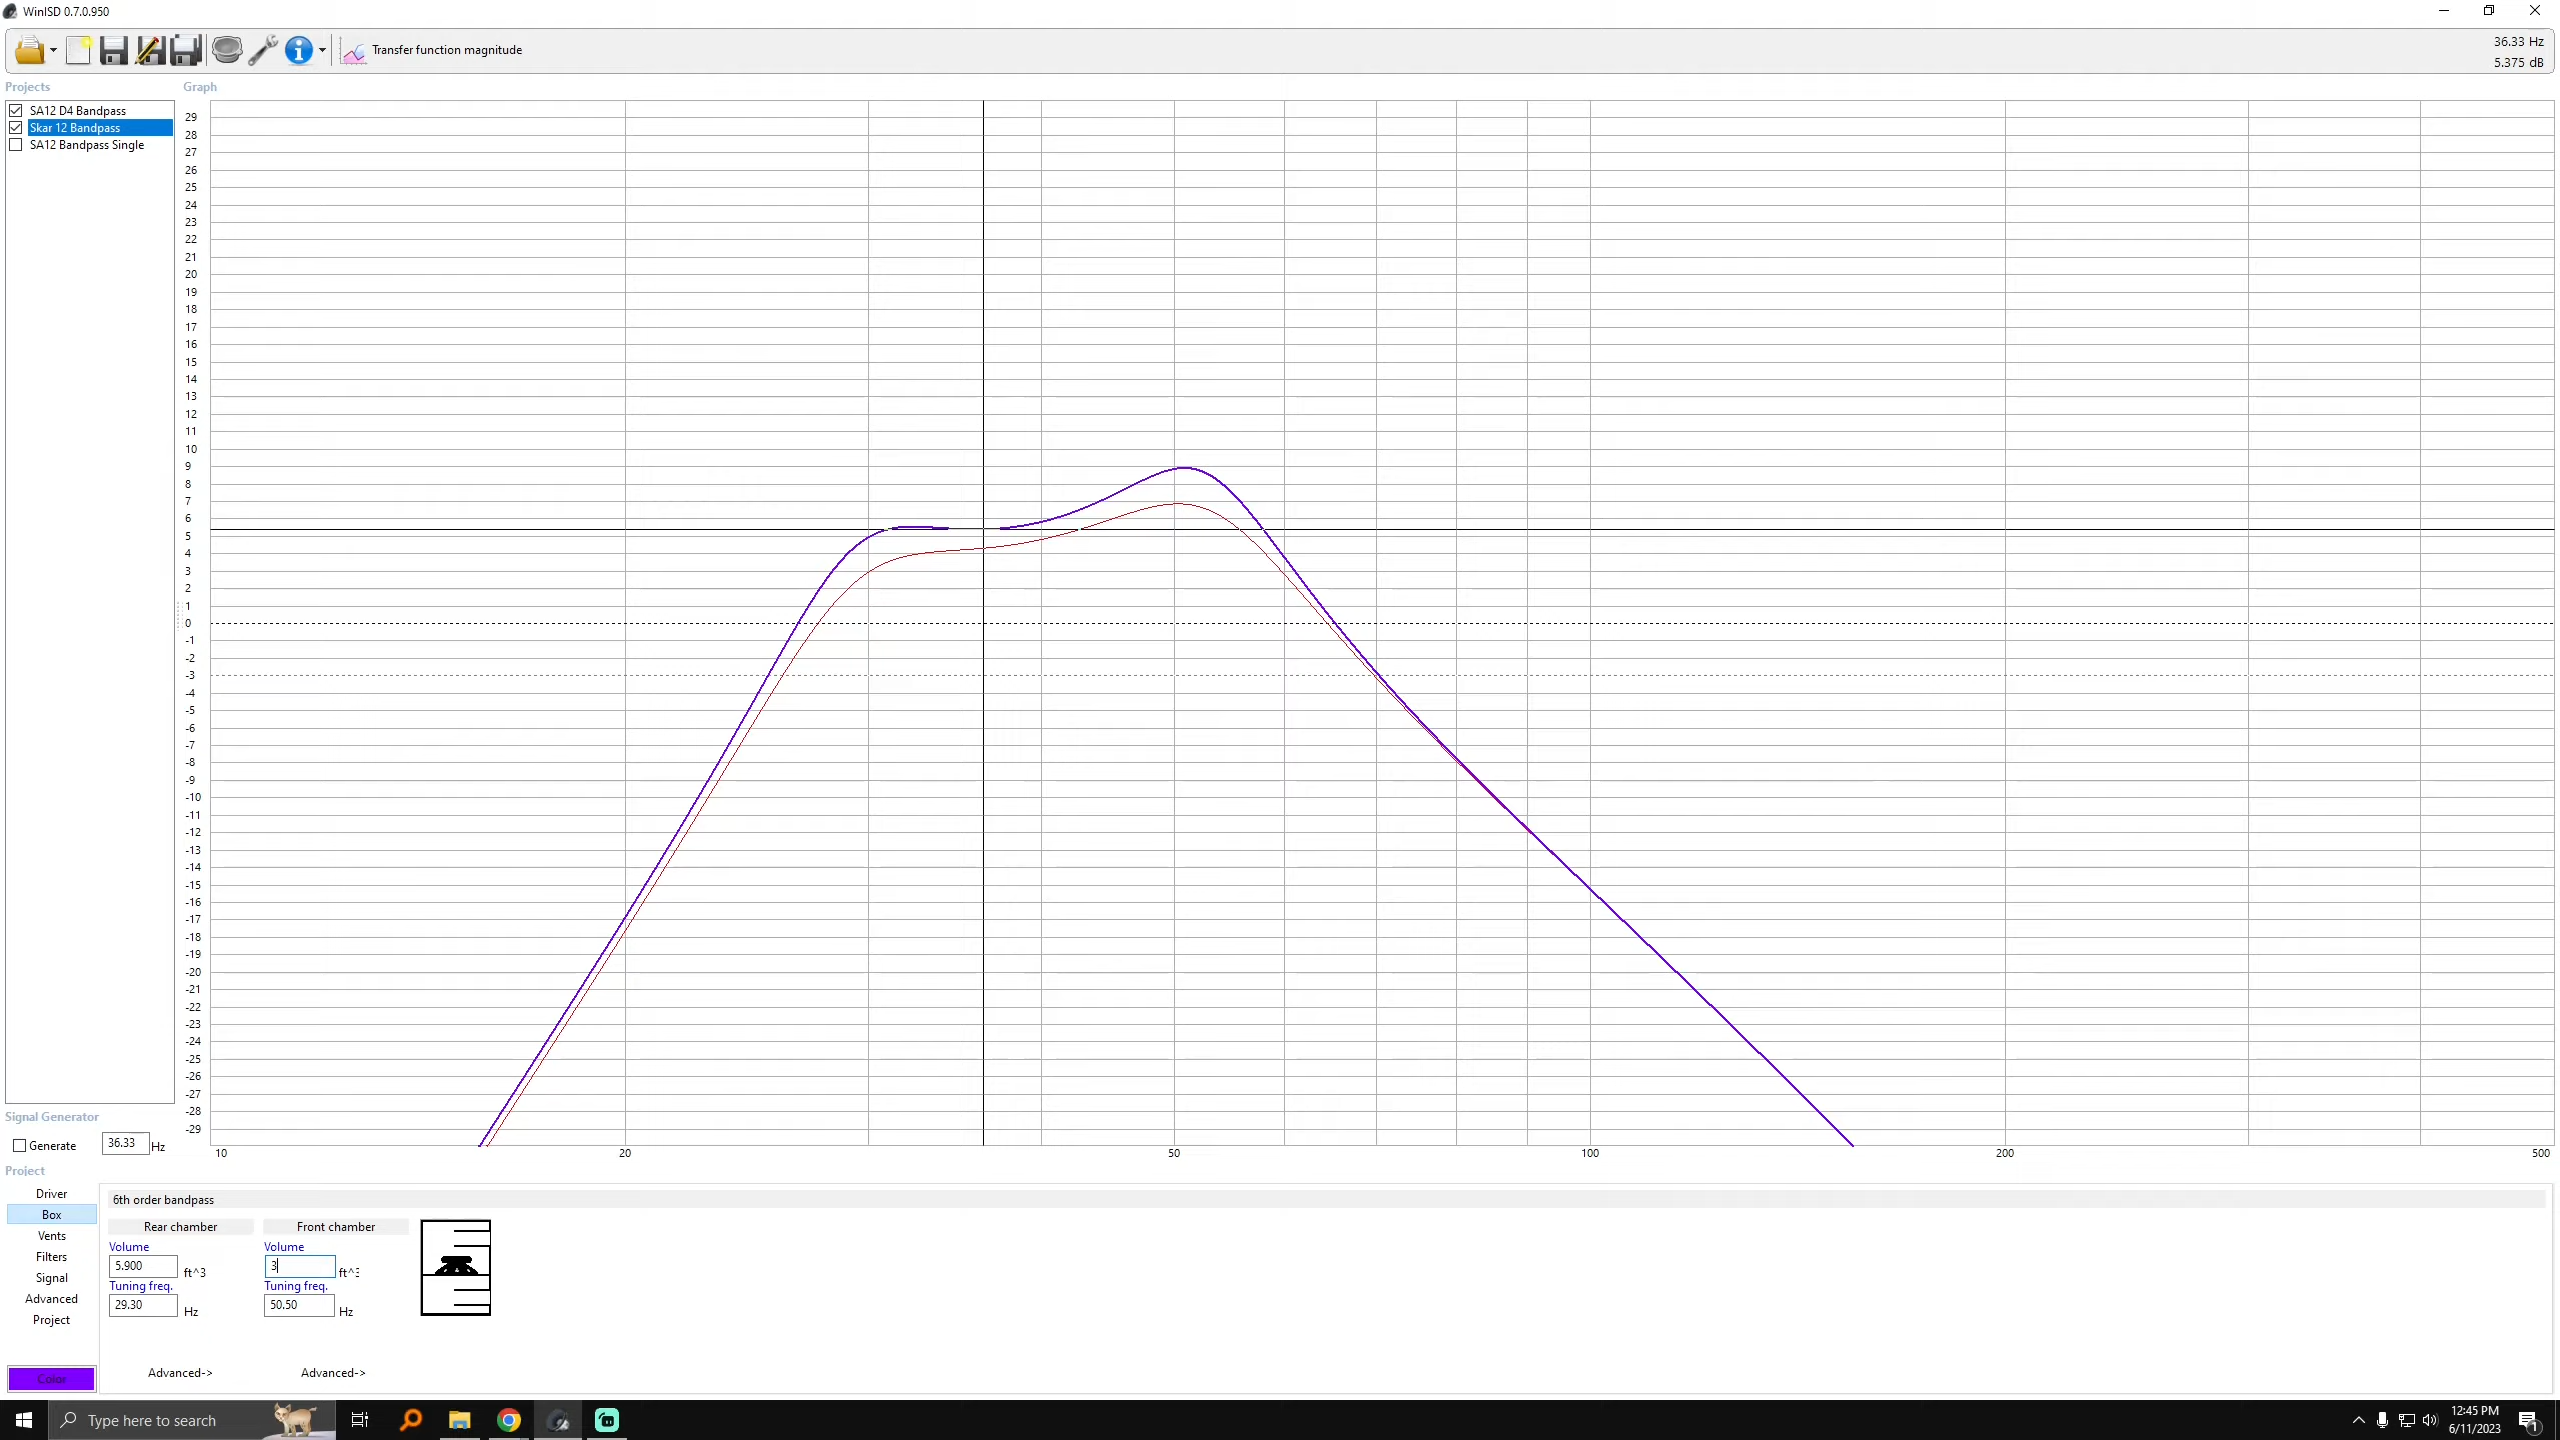 WinISD 0.7.0.950
Transfer function magnitude
36.33 Hz
5.375 dB
Projects
SA12 D4 Bandpass
Skar 12 Bandpass
SA12 Bandpass Single
Graph
29
28
27
26
25
24
23
22
21
20
19
18
17
16
15
14
13
12
11
10
9
8
7
6
5
4
3
2
1
0
-1
-2
-3
-4
-5
-6
-7
-8
-9
-10
-11
-12
-13
-14
-15
-16
-17
-18
-19
-20
-21
-22
-23
-24
-25
-26
-27
-28
-29
10 20 50 100 200 500
Signal Generator
Generate 36.33 Hz
Project
Driver
Box
Vents
Filters
Signal
Advanced
Project
Color
6th order bandpass
Rear chamber
Volume
5.900 ft^3
Tuning freq.
29.30 Hz
Advanced->
Front chamber
Volume
3 ft^3
Tuning freq.
50.50 Hz
Advanced->
Type here to search
12:45 PM
6/11/2023
1